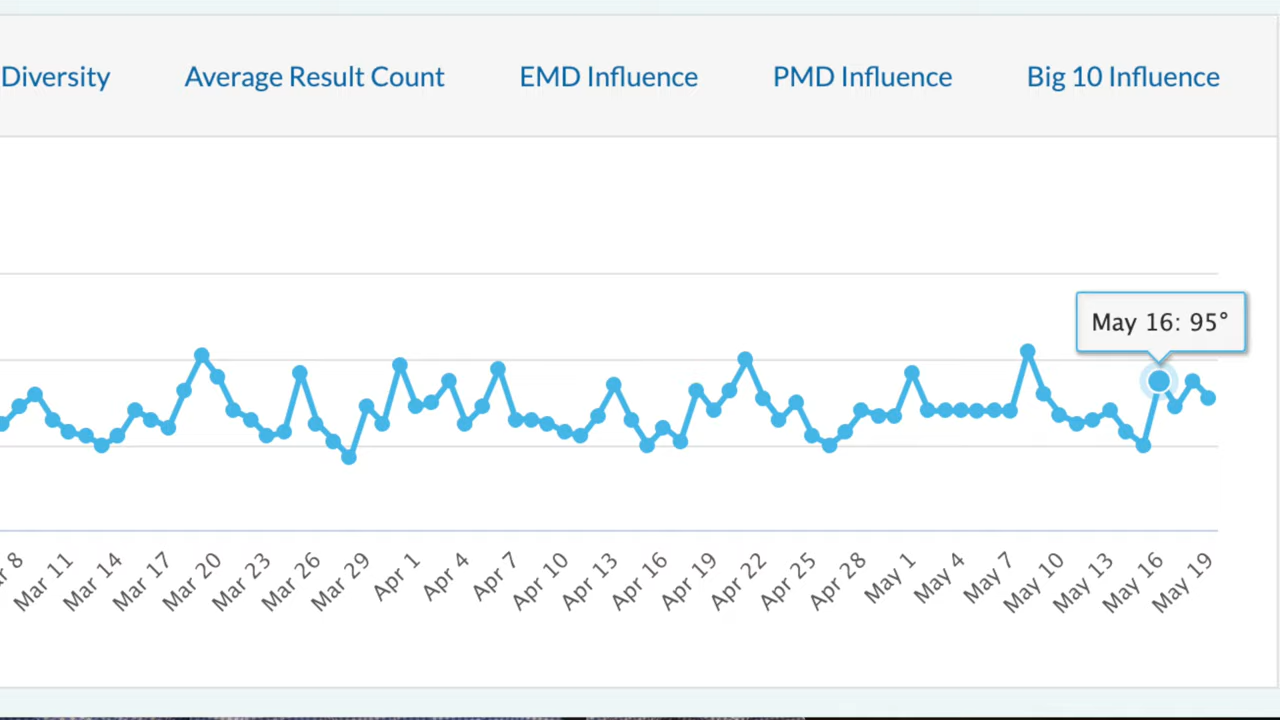 Diversity Average Result Count EMD Influence PMD Influence Big 10 Influence
May 16: 95°
8 Mar 11 Mar 14 Mar 17 Mar 20 Mar 23 Mar 26 Mar 29 Apr 1 Apr 4 Apr 7 Apr 10 Apr 13 Apr 16 Apr 19 Apr 22 Apr 25 Apr 28 May 1 May 4 May 7 May 10 May 13 May 16 May 19